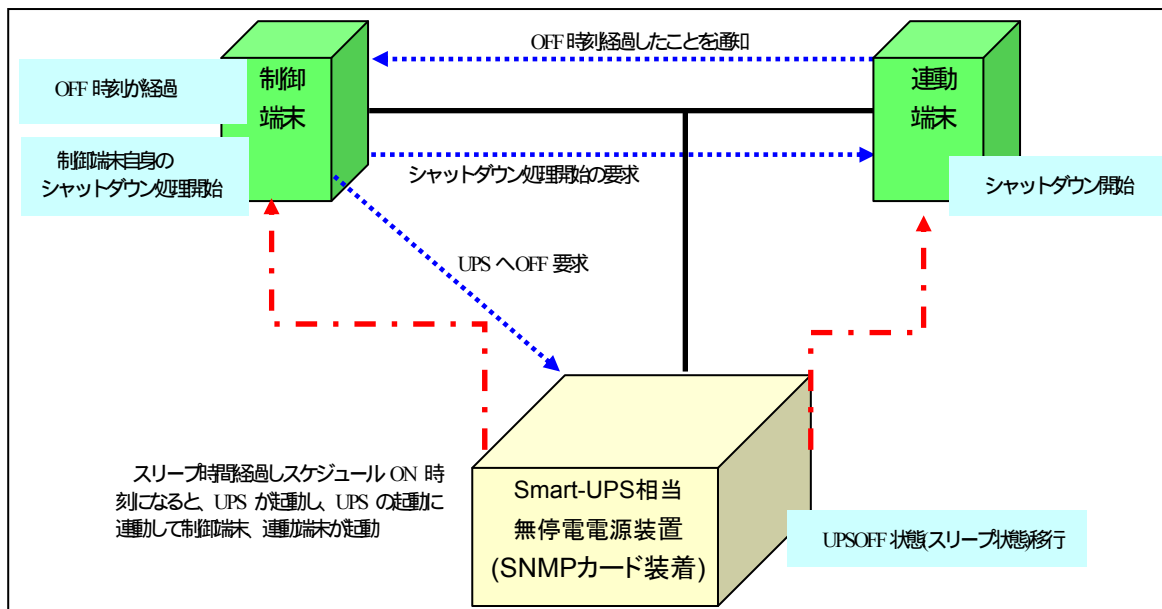 OFF 時刻経過したことを通知
制御
端末
連動
端末
OFF 時刻が経過
制御端末自身の
シャットダウン処理開始
シャットダウン処理開始の要求
シャットダウン開始
UPS へOFF 要求
スリープ時間経過しスケジュール ON 時
刻になると、UPS が起動し、UPS の起動に
連動して制御端末、連動端末が起動
Smart-UPS相当
無停電電源装置
(SNMPカード装着)
UPSOFF 状態(スリープ状態)移行